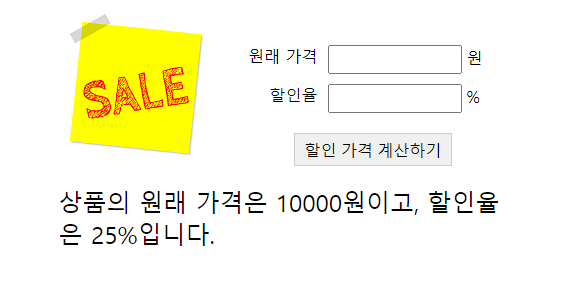 SALE
원래 가격 원
할인율 %
할인 가격 계산하기
상품의 원래 가격은 10000원이고, 할인율
은 25%입니다.